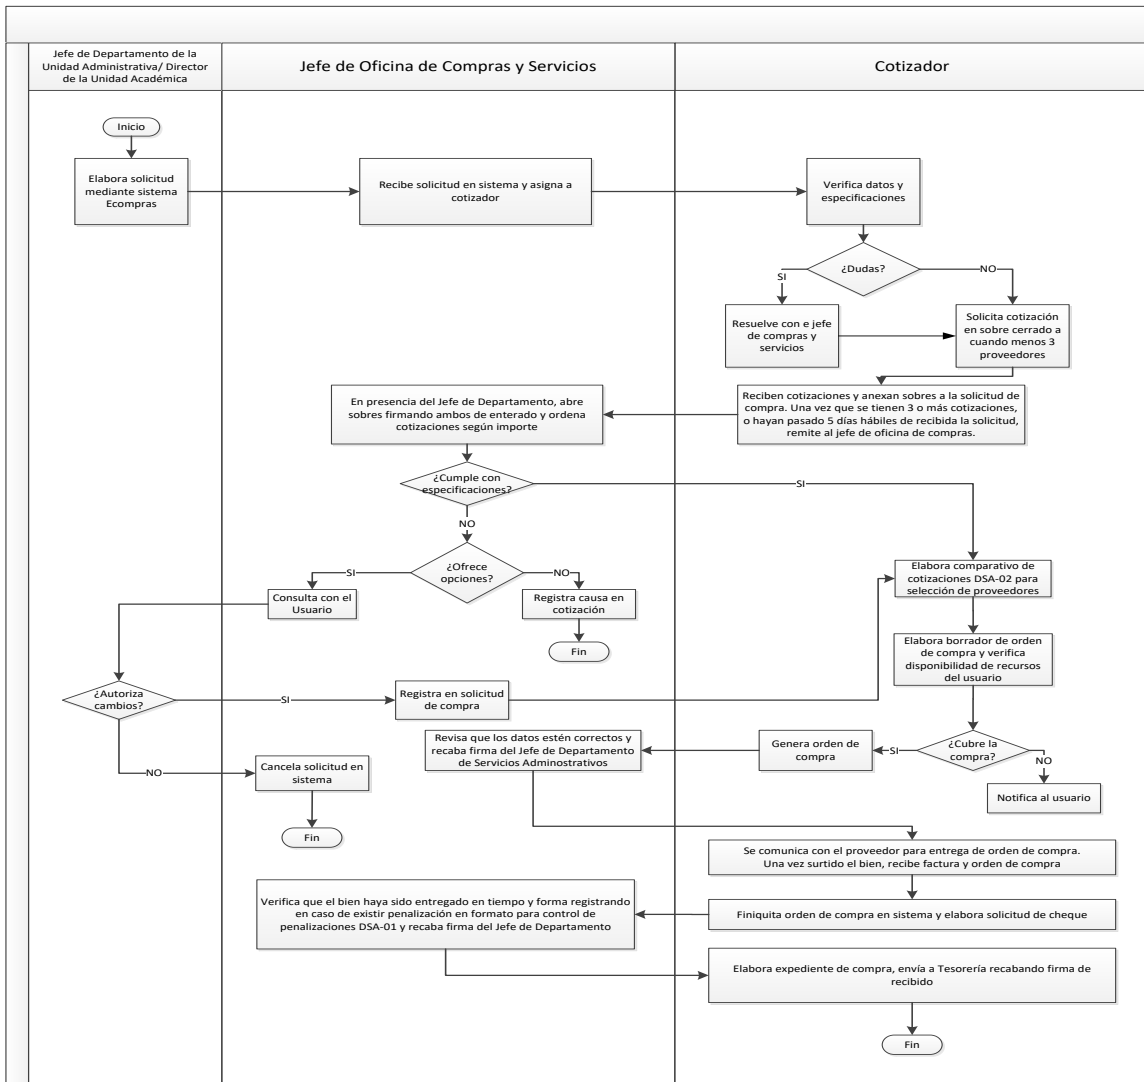 Jefe de Departamento de la
Unidad Administrativa/ Director
de la Unidad Académica
Jefe de Oficina de Compras y Servicios
Cotizador
Inicio
Elabora solicitud
mediante sistema
Ecompras
Recibe solicitud en sistema y asigna a
cotizador
Verifica datos y
especificaciones
¿Dudas?
SI
NO
Resuelve con e jefe
de compras y
servicios
Solicita cotización
en sobre cerrado a
cuando menos 3
proveedores
Reciben cotizaciones y anexan sobres a la solicitud de
compra. Una vez que se tienen 3 o más cotizaciones,
o hayan pasado 5 días hábiles de recibida la solicitud,
remite al jefe de oficina de compras.
En presencia del Jefe de Departamento, abre
sobres firmando ambos de enterado y ordena
cotizaciones según importe
¿Cumple con
especificaciones?
SI
NO
¿Ofrece
opciones?
SI
NO
Consulta con el
Usuario
Registra causa en
cotización
Fin
Elabora comparativo de
cotizaciones DSA-02 para
selección de proveedores
Elabora borrador de orden
de compra y verifica
disponibilidad de recursos
del usuario
¿Autoriza
cambios?
SI
Registra en solicitud
de compra
NO
Cancela solicitud en
sistema
Fin
Revisa que los datos estén correctos y
recaba firma del Jefe de Departamento
de Servicios Adminostrativos
Genera orden de
compra
SI
¿Cubre la
compra?
NO
Notifica al usuario
Se comunica con el proveedor para entrega de orden de compra.
Una vez surtido el bien, recibe factura y orden de compra
Finiquita orden de compra en sistema y elabora solicitud de cheque
Verifica que el bien haya sido entregado en tiempo y forma registrando
en caso de existir penalización en formato para control de
penalizaciones DSA-01 y recaba firma del Jefe de Departamento
Elabora expediente de compra, envía a Tesorería recabando firma de
recibido
Fin